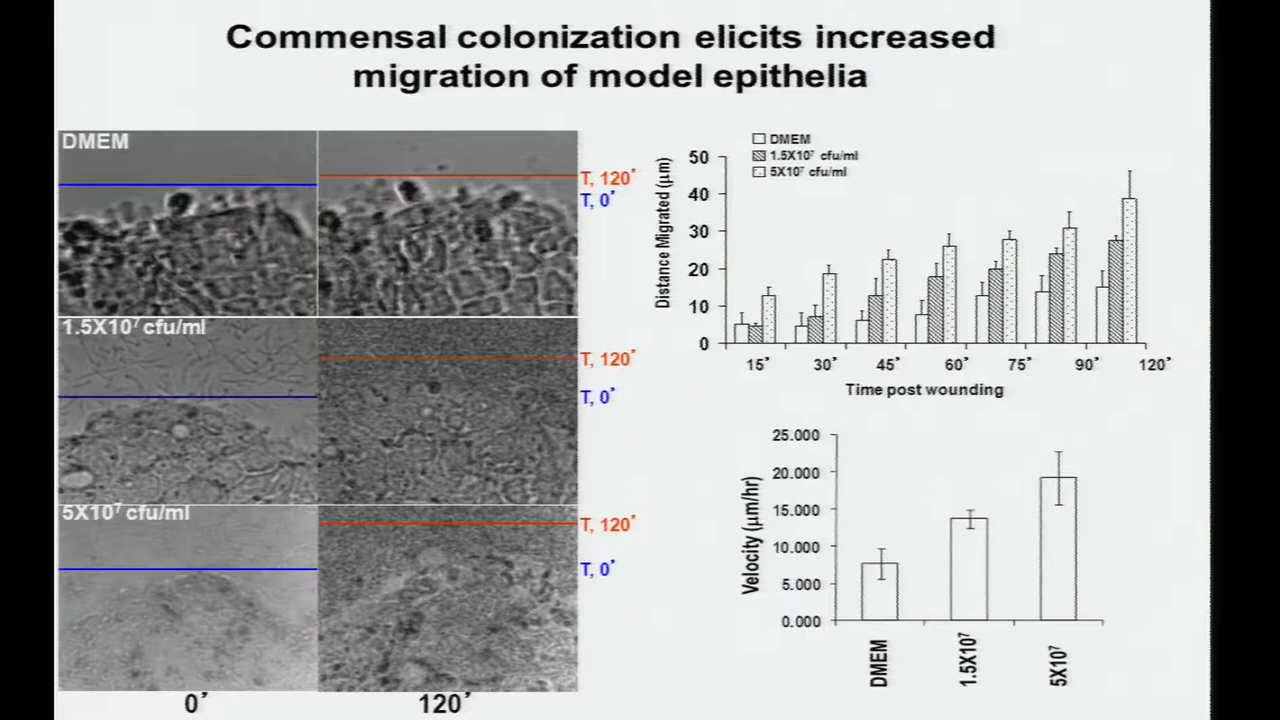 Commensal colonization elicits increased
migration of model epithelia
DMEM
T, 120'
T, 0'
1.5X10⁷ cfu/ml
T, 120'
T, 0'
5X10⁷ cfu/ml
T, 120'
T, 0'
0'
120'
DMEM
1.5X10⁷ cfu/ml
5X10⁷ cfu/ml
Distance Migrated (μm)
50
40
30
20
10
0
15' 30' 45' 60' 75' 90' 120'
Time post wounding
Velocity (μm/hr)
25.000
20.000
15.000
10.000
5.000
0.000
DMEM
1.5X10⁷
5X10⁷